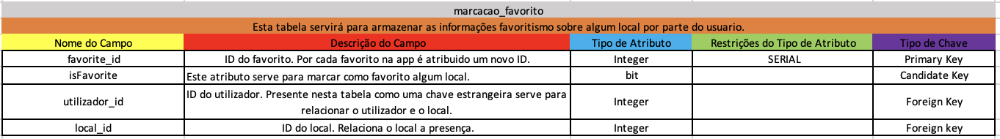 marcacao_favorito
Esta tabela servirá para armazenar as informações favoritismo sobre algum local por parte do usuario.
Nome do Campo Descrição do Campo Tipo de Atributo Restrições do Tipo de Atributo Tipo de Chave
favorite_id ID do favorito. Por cada favorito na app é atribuido um novo ID. Integer SERIAL Primary Key
isFavorite Este atributo serve para marcar como favorito algum local. bit Candidate Key
utilizador_id ID do utilizador. Presente nesta tabela como uma chave estrangeira serve para Integer Foreign Key
relacionar o utilizador e o local.
local_id ID do local. Relaciona o local a presença. Integer Foreign key